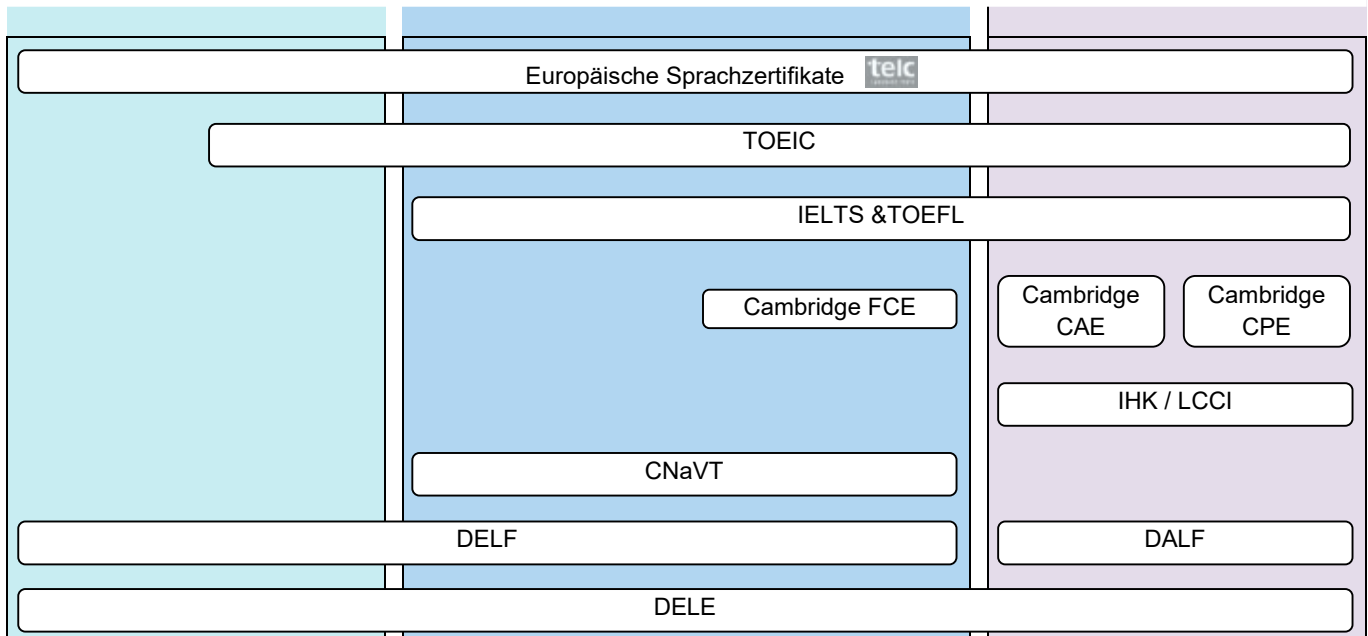 Europäische Sprachzertifikate telc
TOEIC
IELTS &TOEFL
Cambridge FCE
Cambridge
CAE
Cambridge
CPE
IHK / LCCI
CNaVT
DELF
DALF
DELE